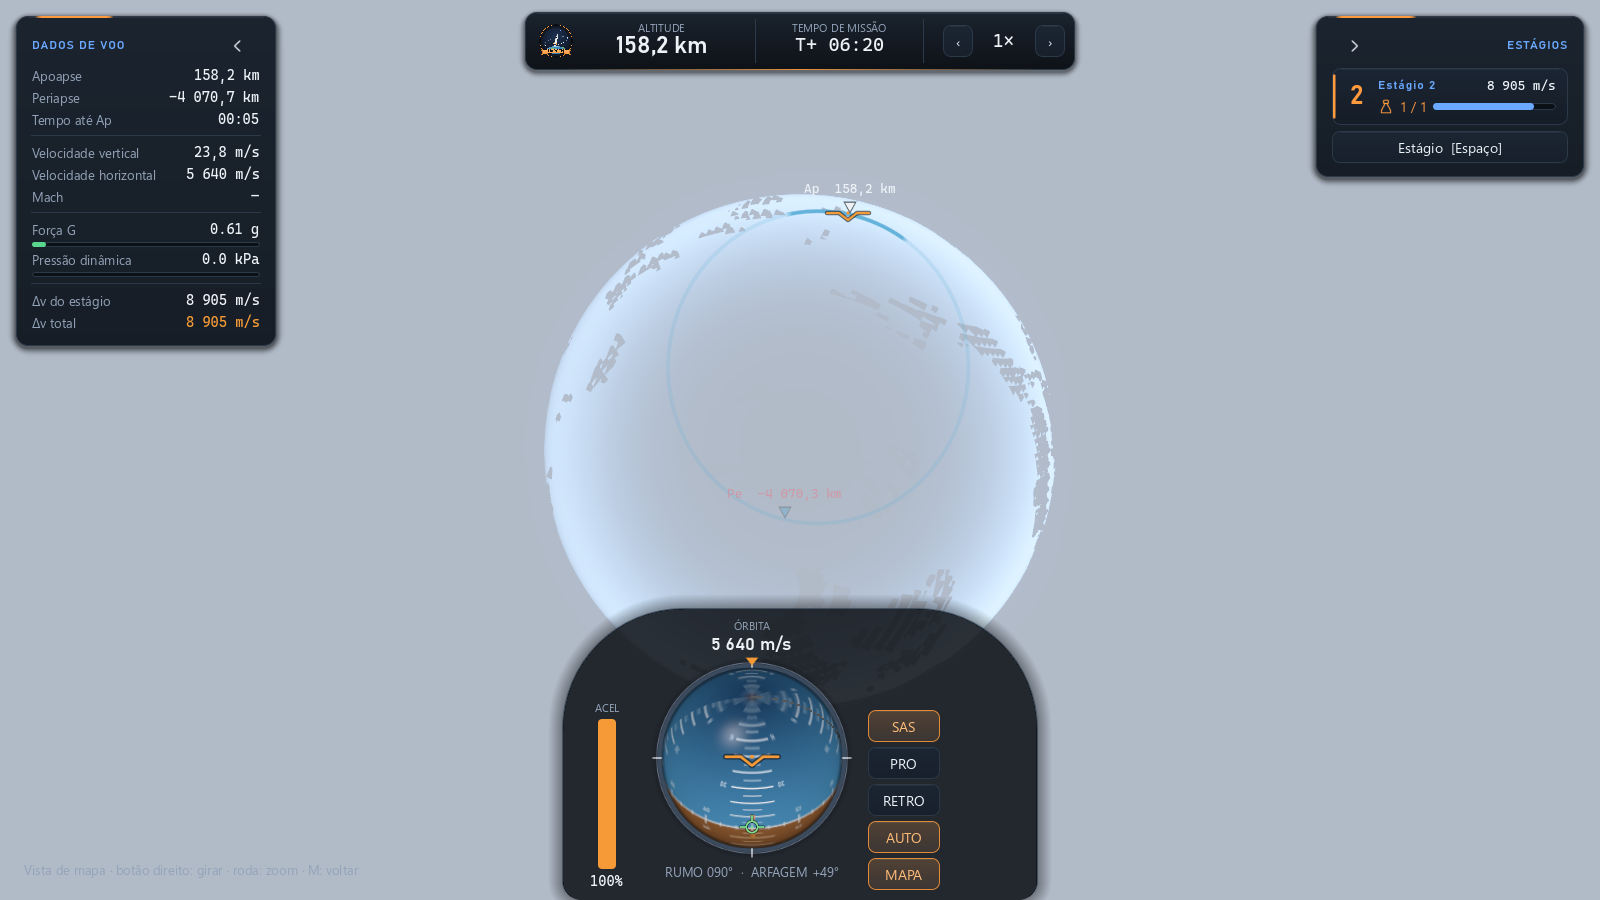 DADOS DE VOO
Apoapse 158,2 km
Periapse −4 070,7 km
Tempo até Ap 00:05
Velocidade vertical 23,8 m/s
Velocidade horizontal 5 640 m/s
Mach –
Força G 0.61 g
Pressão dinâmica 0.0 kPa
Δv do estágio 8 905 m/s
Δv total 8 905 m/s
ALTITUDE
158,2 km
TEMPO DE MISSÃO
T+ 06:20
‹ 1× ›
ESTÁGIOS
2 Estágio 2 8 905 m/s
1 / 1
Estágio [Espaço]
Ap 158,2 km
Pe −4 070,3 km
ÓRBITA
5 640 m/s
ACEL
100%
SAS
PRO
RETRO
AUTO
MAPA
RUMO 090° · ARFAGEM +49°
Vista de mapa · botão direito: girar · roda: zoom · M: voltar